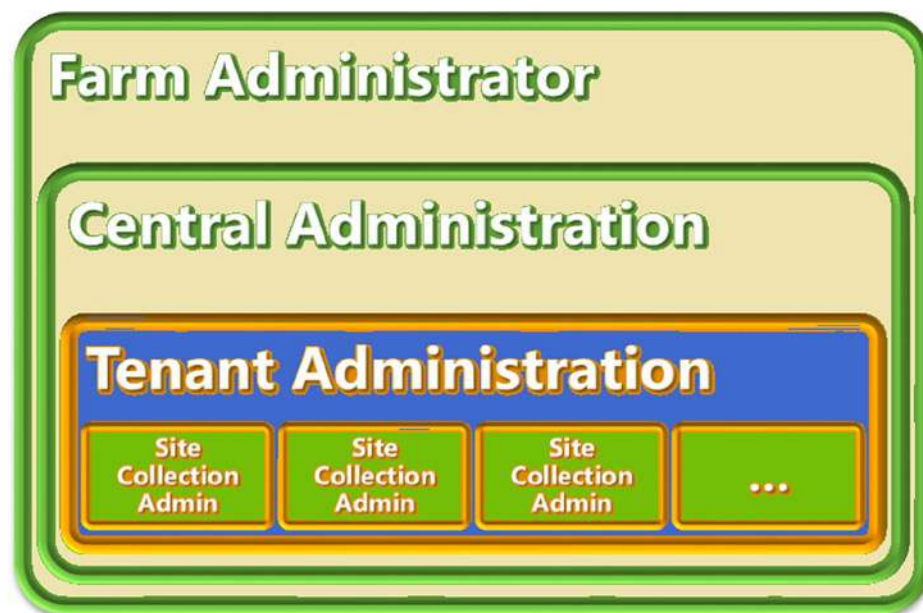 Farm Administrator
Central Administration
Tenant Administration
Site
Collection
Admin
Site
Collection
Admin
Site
Collection
Admin
...